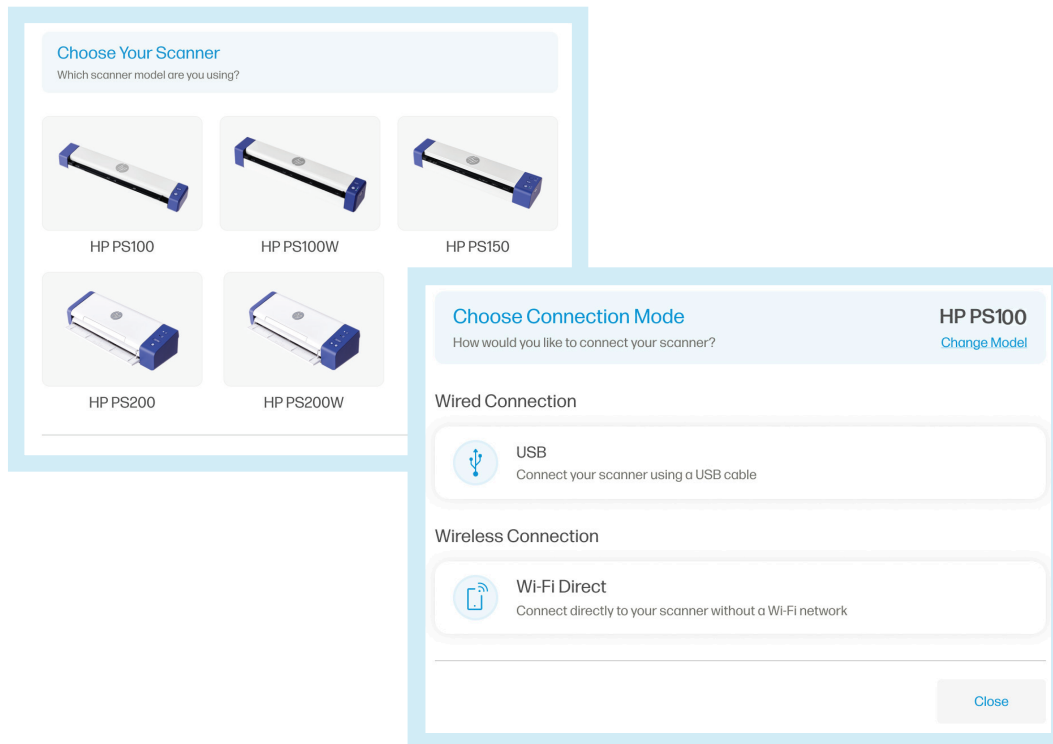 Choose Your Scanner
Which scanner model are you using?
HP PS100
HP PS100W
HP PS150
HP PS200
HP PS200W
Choose Connection Mode
How would you like to connect your scanner?
HP PS100
Change Model
Wired Connection
USB
Connect your scanner using a USB cable
Wireless Connection
Wi-Fi Direct
Connect directly to your scanner without a Wi-Fi network
Close